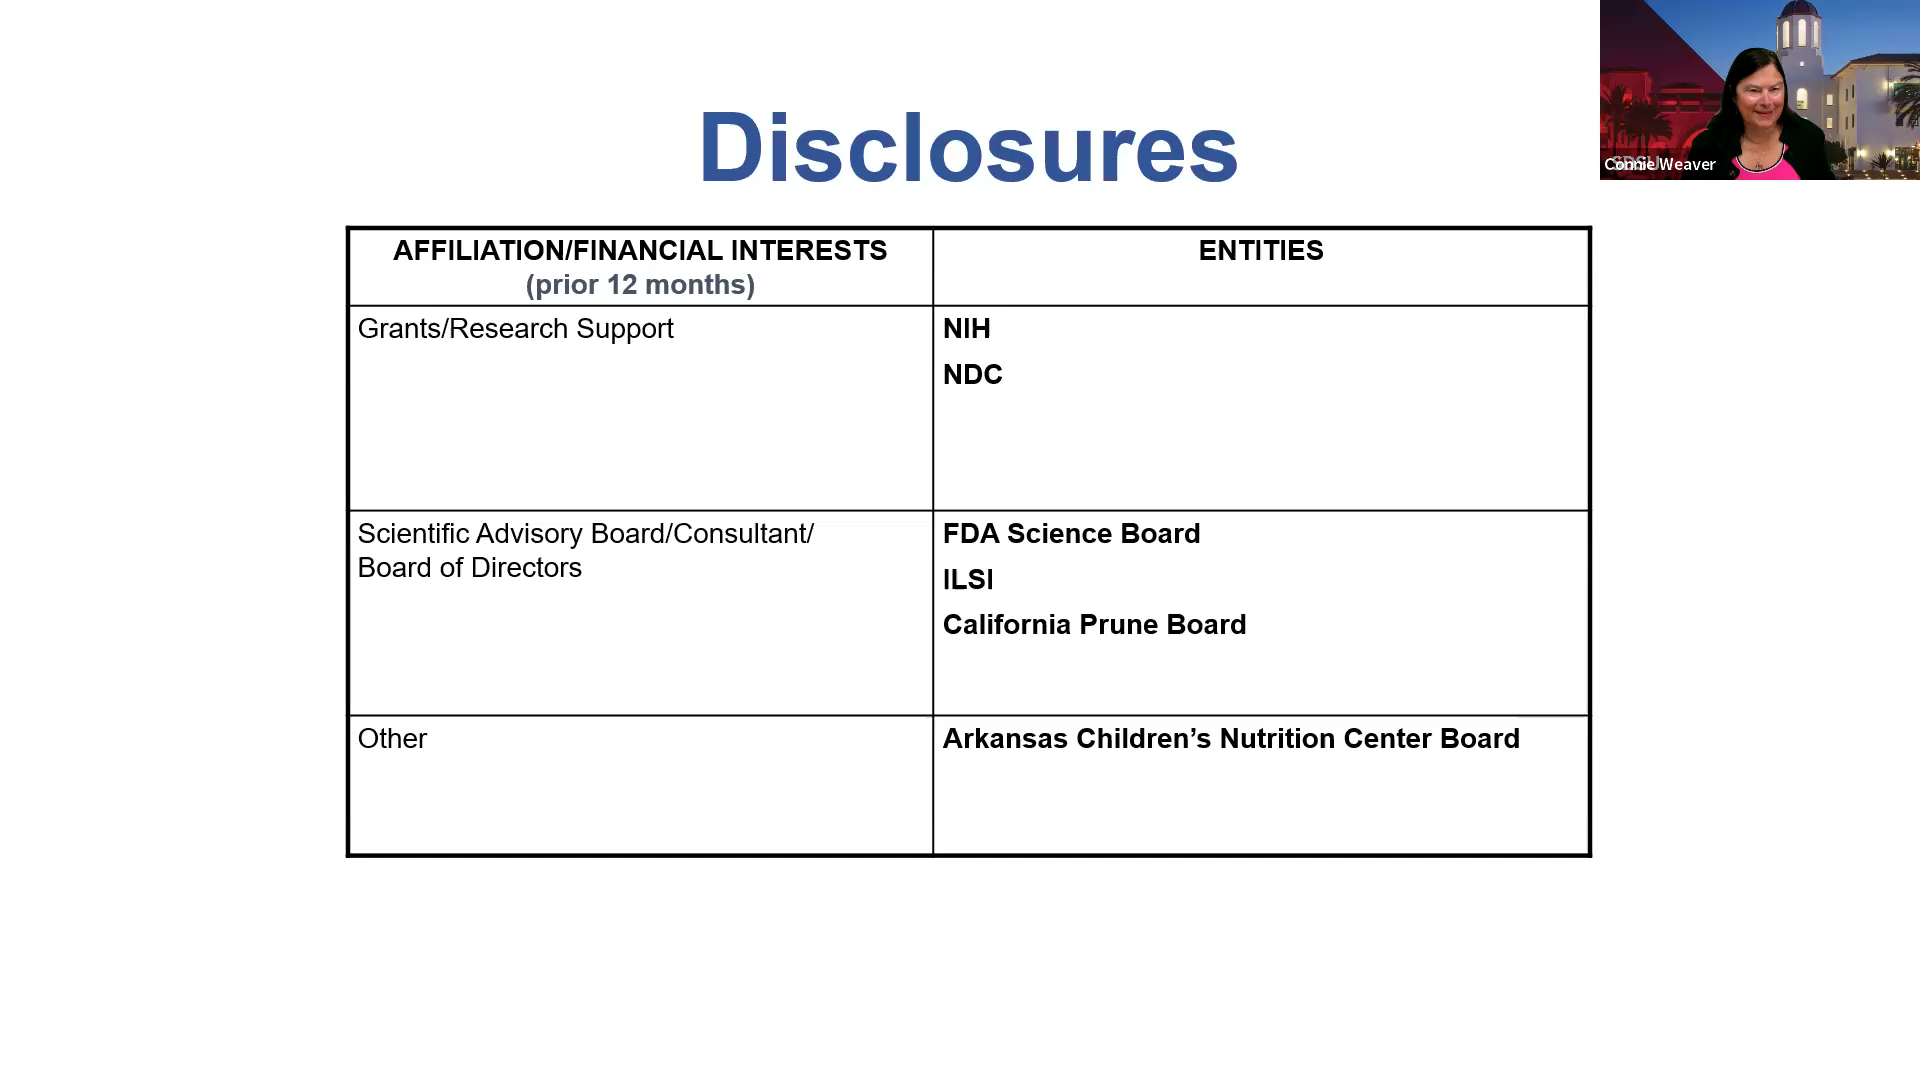 Disclosures
Connie Weaver
AFFILIATION/FINANCIAL INTERESTS
(prior 12 months)
ENTITIES
Grants/Research Support
NIH
NDC
Scientific Advisory Board/Consultant/
Board of Directors
FDA Science Board
ILSI
California Prune Board
Other
Arkansas Children’s Nutrition Center Board